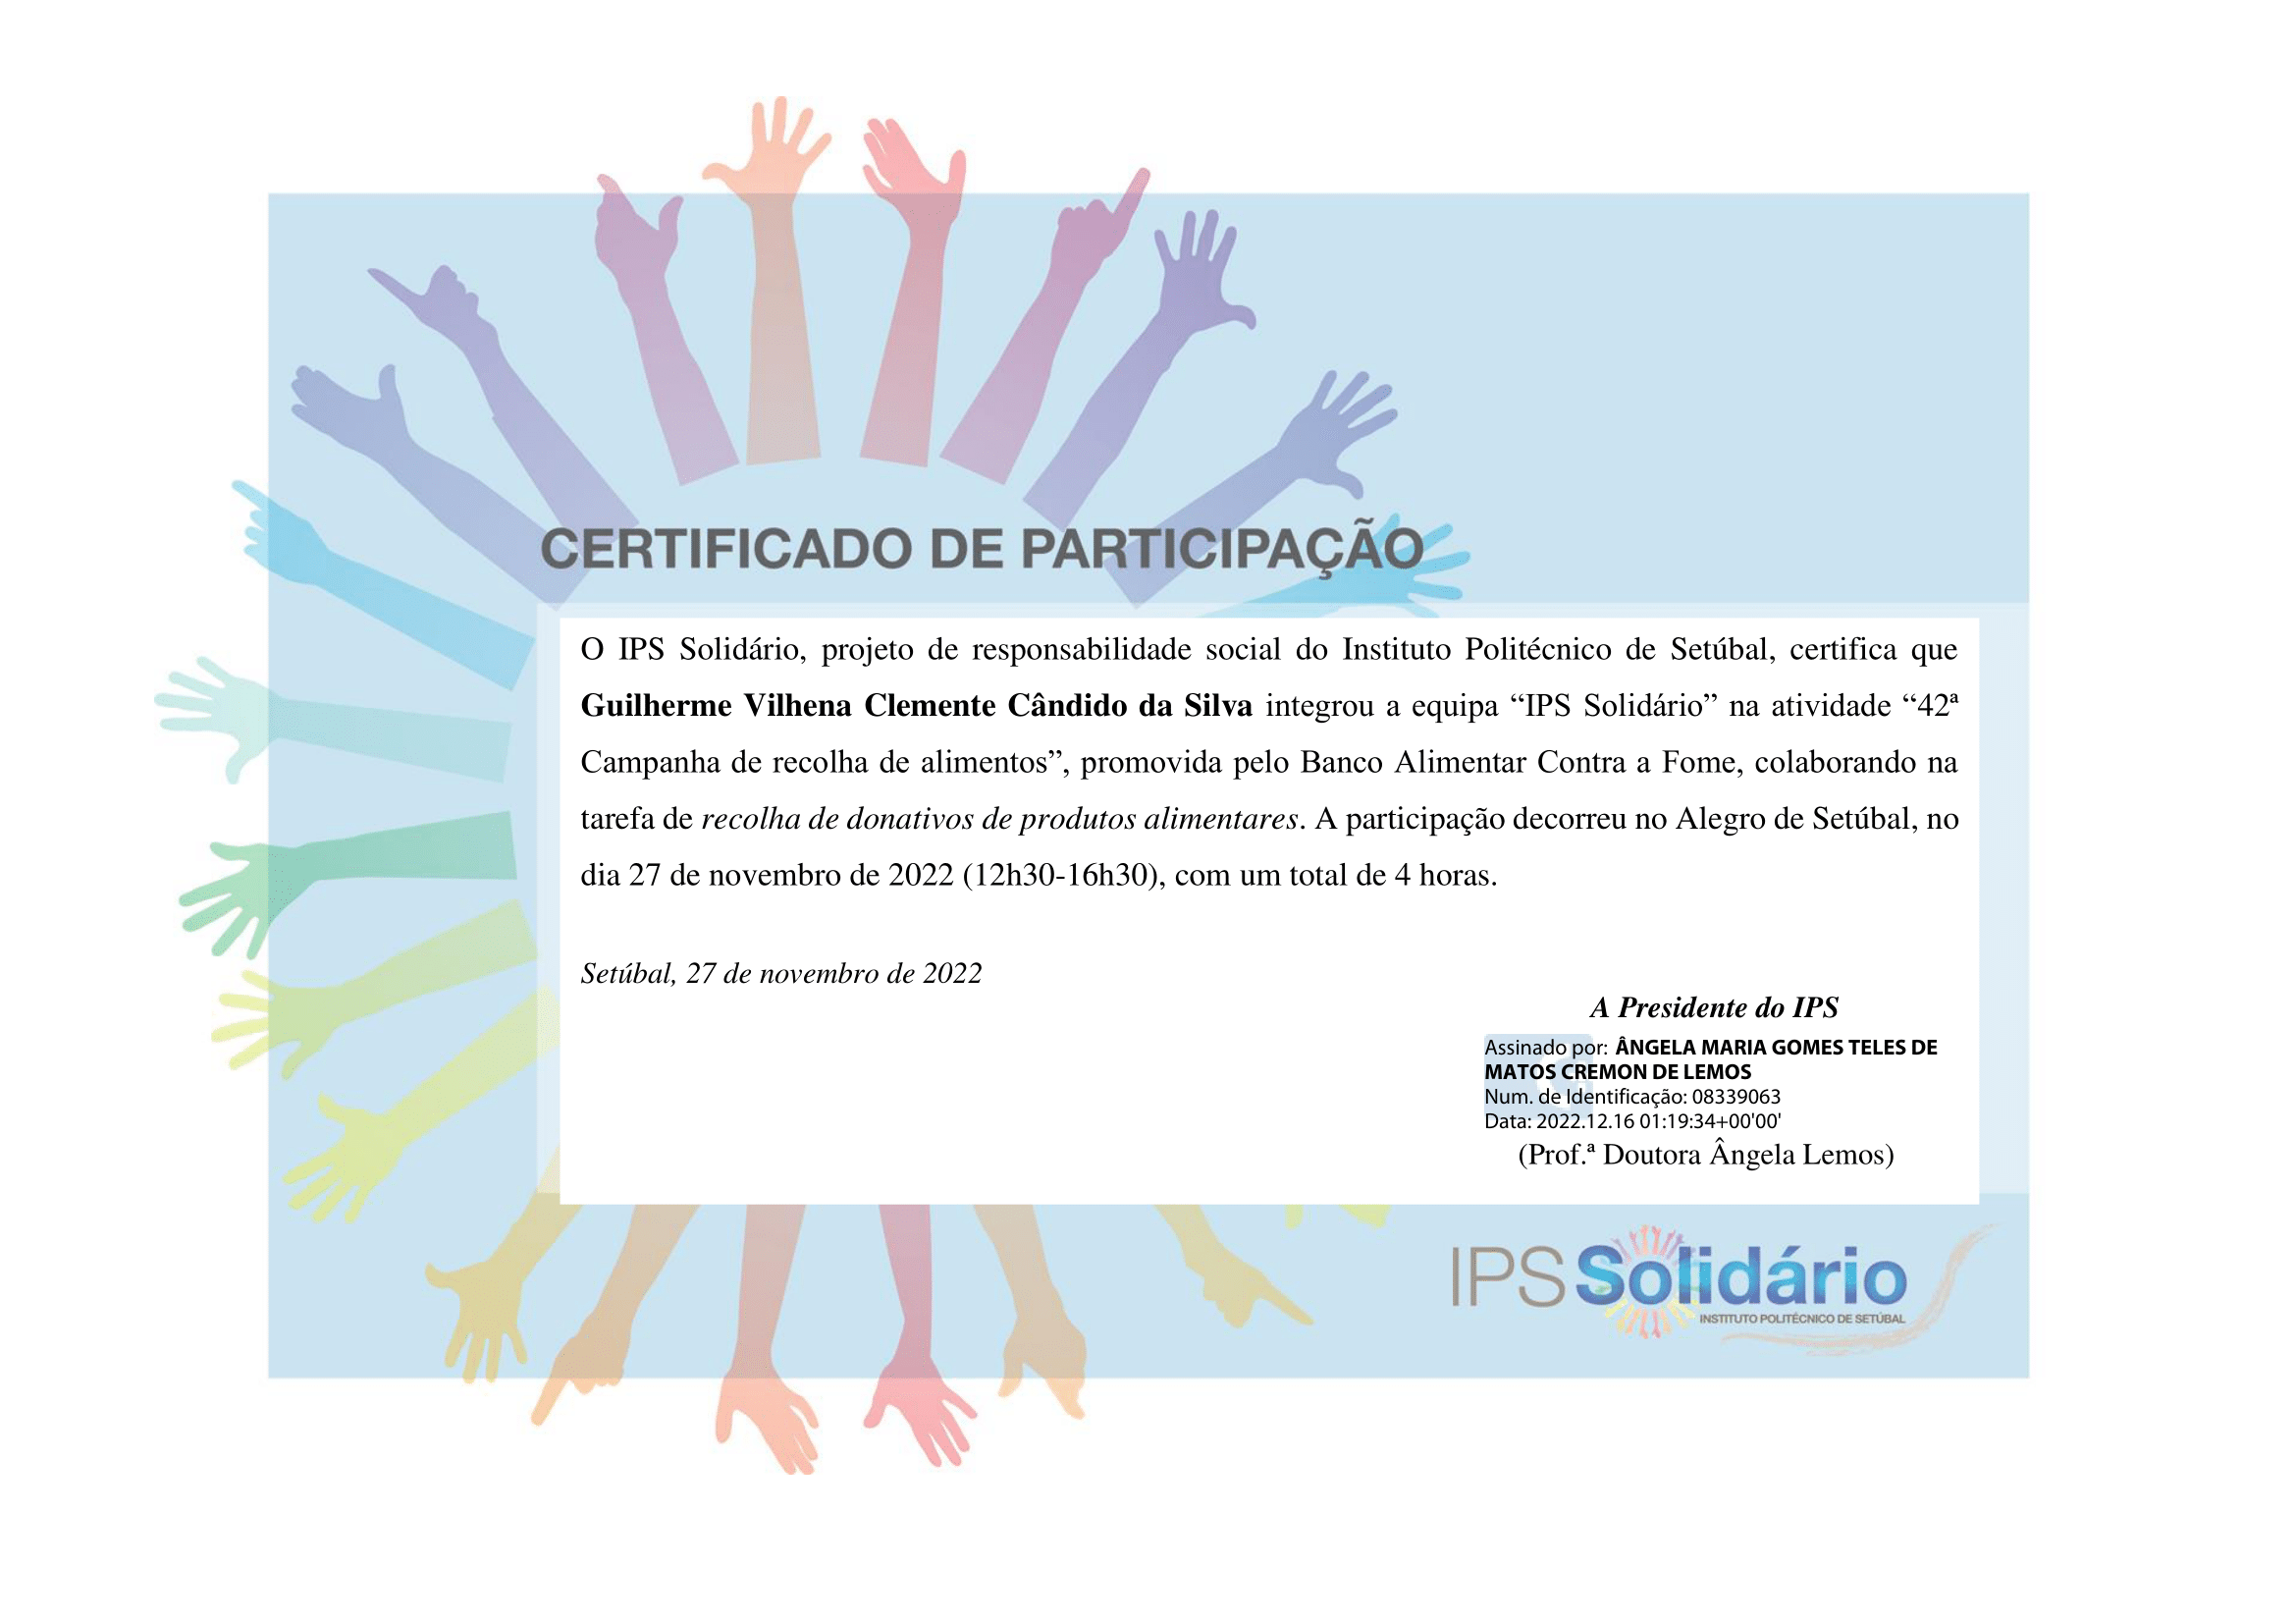 CERTIFICADO DE PARTICIPAÇÃO
O IPS Solidário, projeto de responsabilidade social do Instituto Politécnico de Setúbal, certifica que
Guilherme Vilhena Clemente Cândido da Silva integrou a equipa “IPS Solidário” na atividade “42ª
Campanha de recolha de alimentos”, promovida pelo Banco Alimentar Contra a Fome, colaborando na
tarefa de recolha de donativos de produtos alimentares. A participação decorreu no Alegro de Setúbal, no
dia 27 de novembro de 2022 (12h30-16h30), com um total de 4 horas.
Setúbal, 27 de novembro de 2022
A Presidente do IPS
Assinado por: ÂNGELA MARIA GOMES TELES DE
MATOS CREMON DE LEMOS
Num. de Identificação: 08339063
Data: 2022.12.16 01:19:34+00'00'
(Prof.ª Doutora Ângela Lemos)
IPS Solidário
INSTITUTO POLITÉCNICO DE SETÚBAL